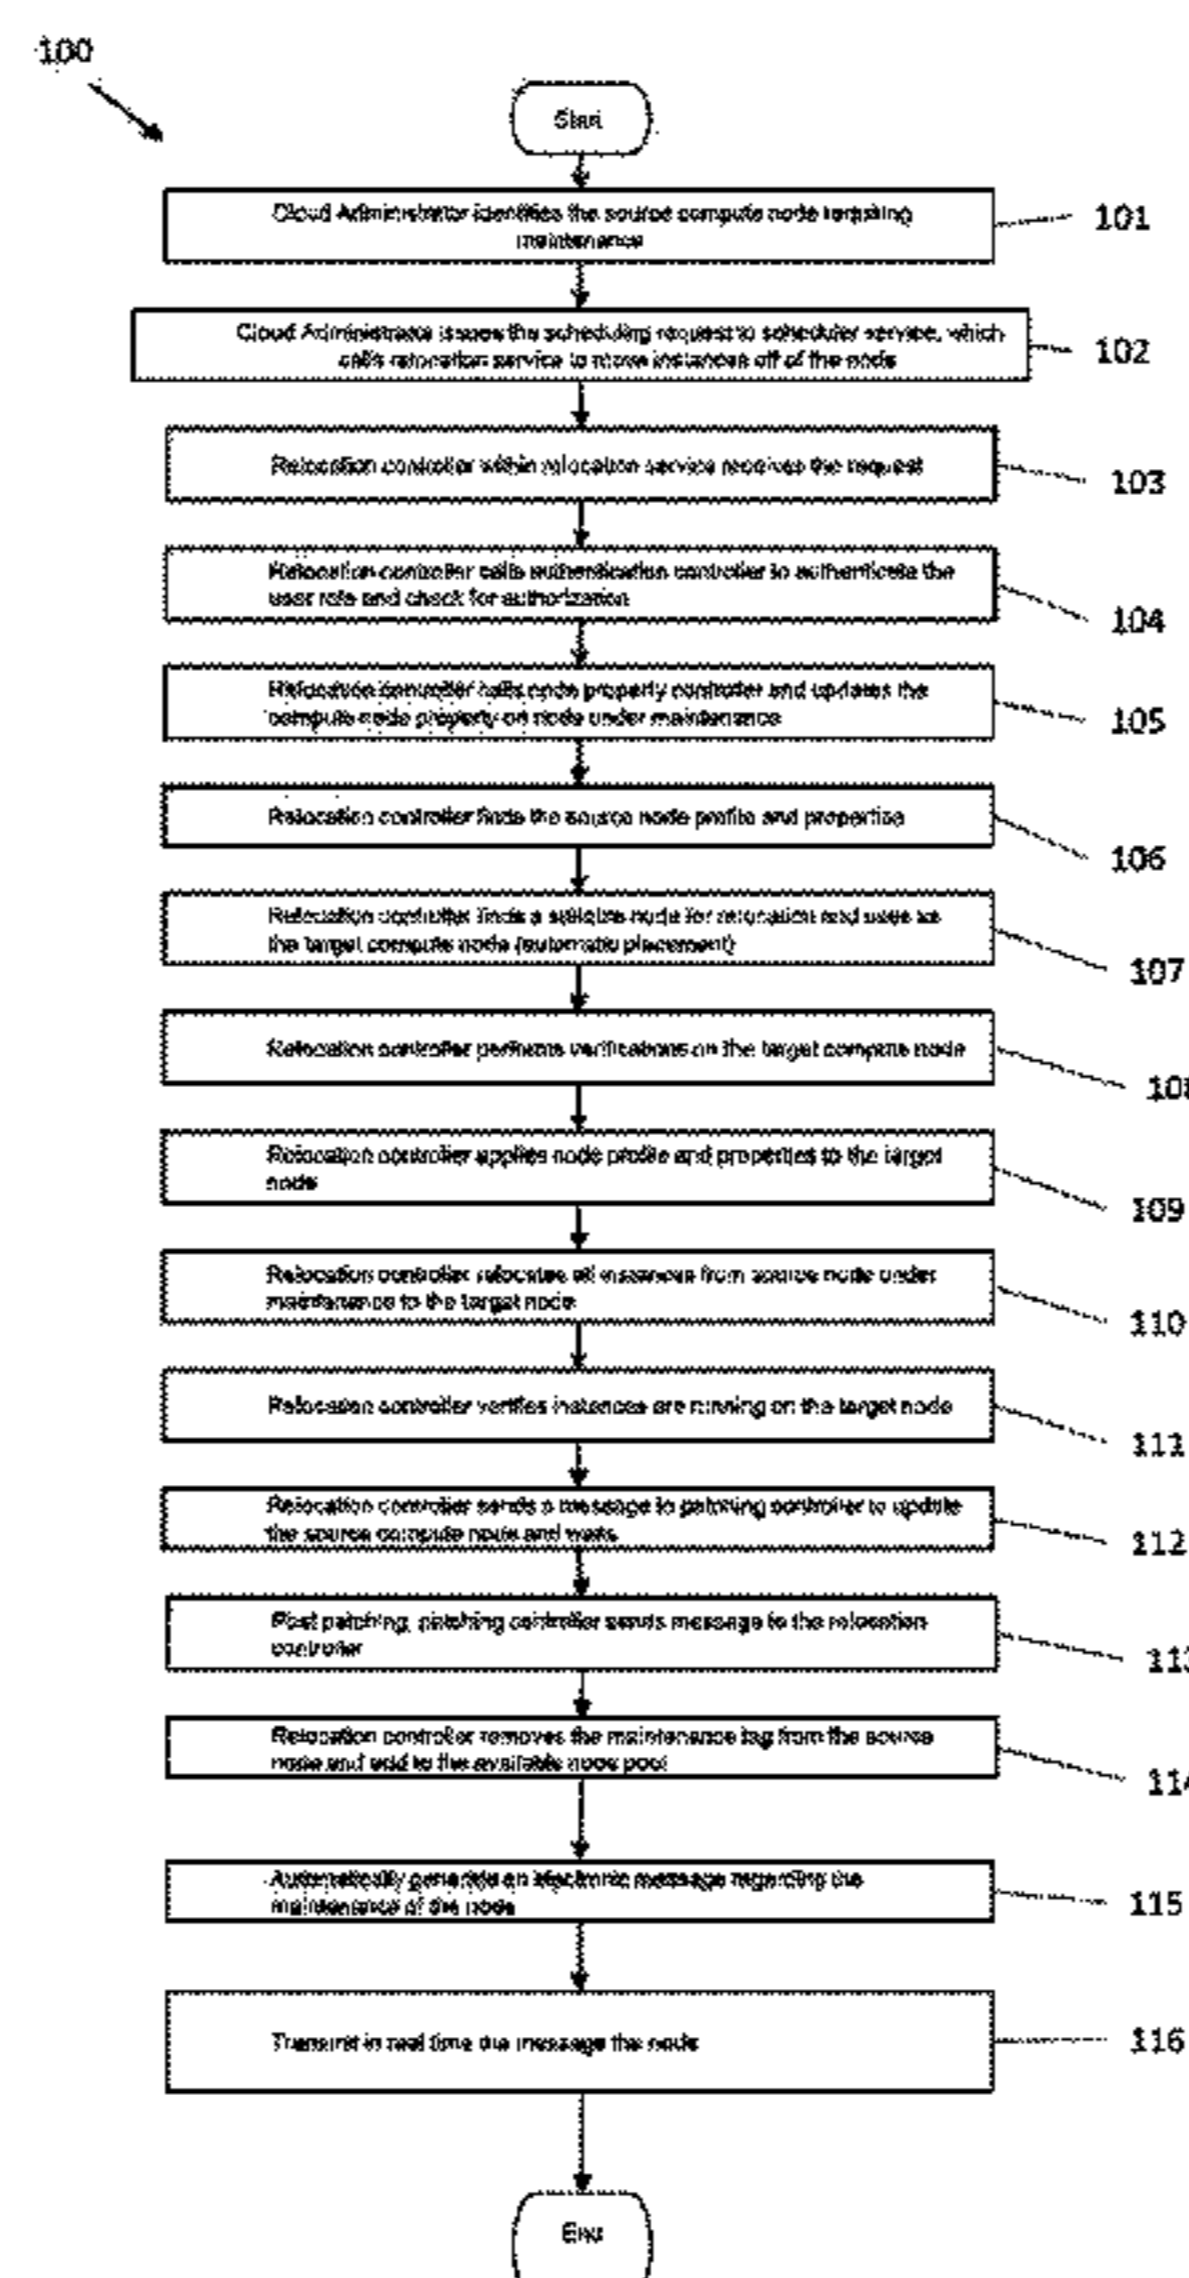 100
Start
Cloud Administrator identifies the source compute node requiring
maintenance
101
Cloud Administrator issues the scheduling request to scheduler service, which
calls relocation service to move instances off of the node
102
Relocation controller within relocation service receives the request
103
Relocation controller calls authentication controller to authenticate the
user role and check for authorization
104
Relocation controller calls node property controller and updates the
compute node property on node under maintenance
105
Relocation controller finds the source node profile and properties
106
Relocation controller finds a suitable node for relocation and uses as
the target compute node (automatic placement)
107
Relocation controller performs verifications on the target compute node
108
Relocation controller applies node profile and properties to the target
node
109
Relocation controller relocates all instances from source node under
maintenance to the target node
110
Relocation controller verifies instances are running on the target node
111
Relocation controller sends a message to patching controller to update
the source compute node and waits
112
Post patching, patching controller sends message to the relocation
controller
113
Relocation controller removes the maintenance tag from the source
node and add to the available node pool
114
Automatically generate an electronic message regarding the
maintenance of the node
115
Transmit in real time the message the node
116
End